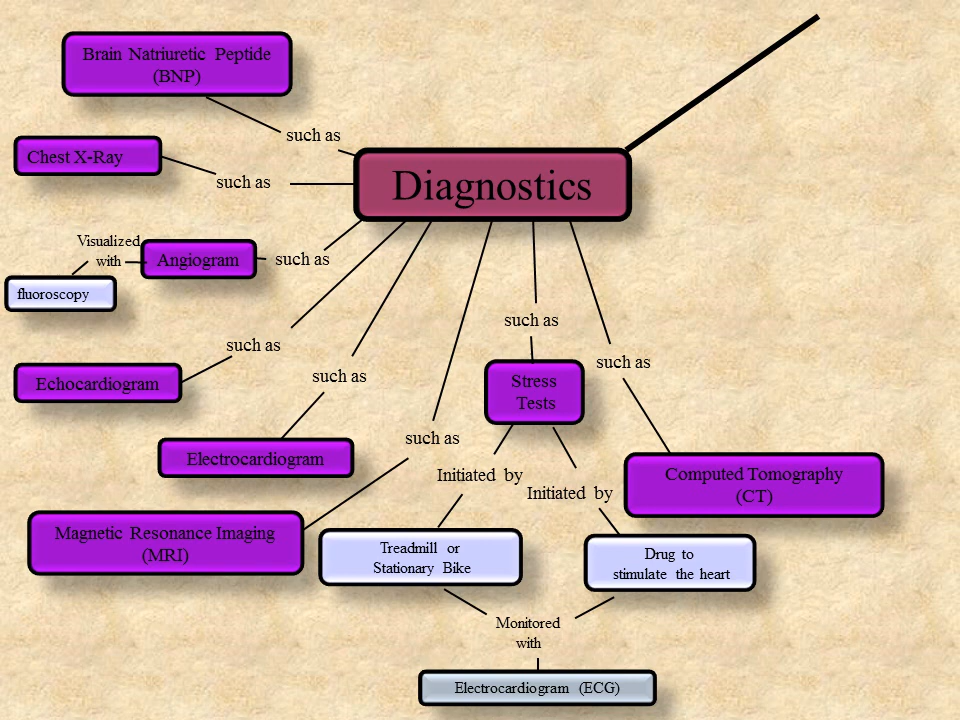 Brain Natriuretic Peptide
(BNP)
such as
Chest X-Ray
such as
Diagnostics
Visualized
with
Angiogram
such as
fluoroscopy
such as
such as
such as
Echocardiogram
such as
Stress
Tests
Electrocardiogram
such as
Initiated by
Initiated by
Computed Tomography
(CT)
Magnetic Resonance Imaging
(MRI)
Treadmill or
Stationary Bike
Drug to
stimulate the heart
Monitored
with
Electrocardiogram (ECG)